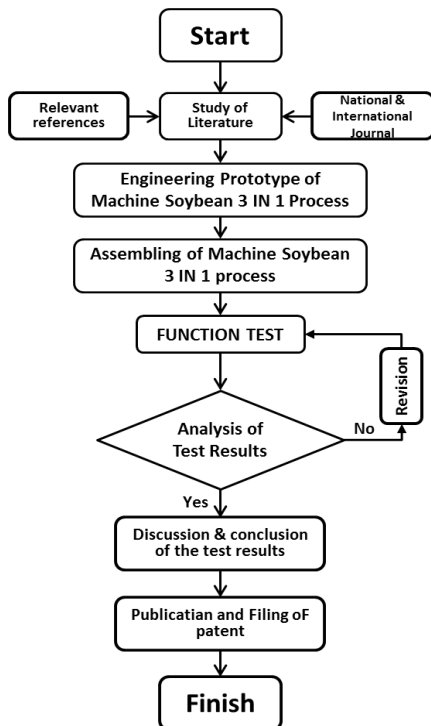 Start
Relevant
references
Study of
Literature
National &
International
Journal
Engineering Prototype of
Machine Soybean 3 IN 1 Process
Assembling of Machine Soybean
3 IN 1 process
FUNCTION TEST
Revision
Analysis of
Test Results
No
Yes
Discussion & conclusion
of the test results
Publicatian and Filing oF
patent
Finish